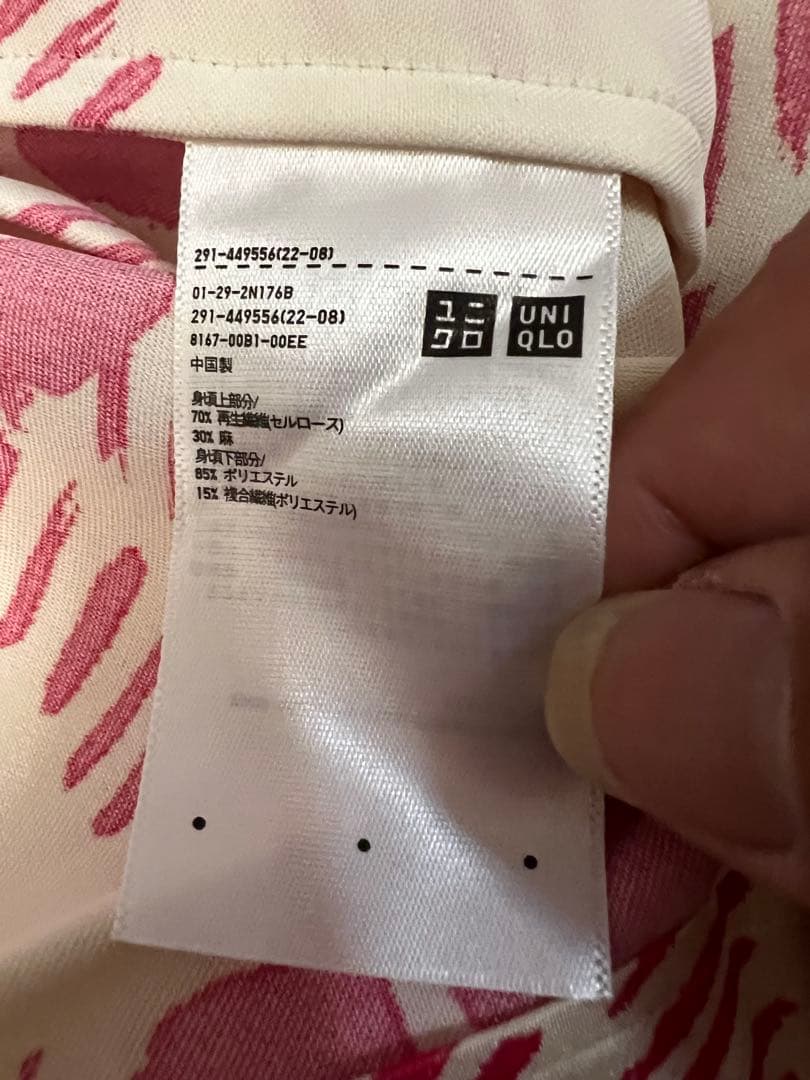 291-449556(22-08)
01-29-2N176B
291-449556(22-08)
8167-00B1-00EE
中国製
ユニ
クロ
UNI
QLO
身頃上部分/
70% 再生繊維(セルロース)
30% 麻
身頃下部分/
85% ポリエステル
15% 複合繊維(ポリエステル)